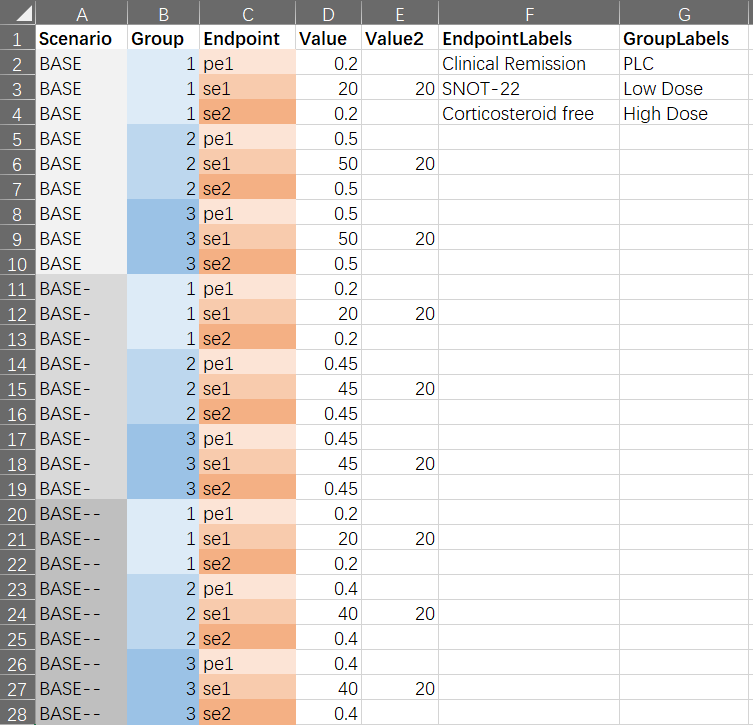 A B C D E F G
1 Scenario Group Endpoint Value Value2 EndpointLabels GroupLabels
2 BASE 1 pe1 0.2 Clinical Remission PLC
3 BASE 1 se1 20 20 SNOT-22 Low Dose
4 BASE 1 se2 0.2 Corticosteroid free High Dose
5 BASE 2 pe1 0.5
6 BASE 2 se1 50 20
7 BASE 2 se2 0.5
8 BASE 3 pe1 0.5
9 BASE 3 se1 50 20
10 BASE 3 se2 0.5
11 BASE- 1 pe1 0.2
12 BASE- 1 se1 20 20
13 BASE- 1 se2 0.2
14 BASE- 2 pe1 0.45
15 BASE- 2 se1 45 20
16 BASE- 2 se2 0.45
17 BASE- 3 pe1 0.45
18 BASE- 3 se1 45 20
19 BASE- 3 se2 0.45
20 BASE-- 1 pe1 0.2
21 BASE-- 1 se1 20 20
22 BASE-- 1 se2 0.2
23 BASE-- 2 pe1 0.4
24 BASE-- 2 se1 40 20
25 BASE-- 2 se2 0.4
26 BASE-- 3 pe1 0.4
27 BASE-- 3 se1 40 20
28 BASE-- 3 se2 0.4